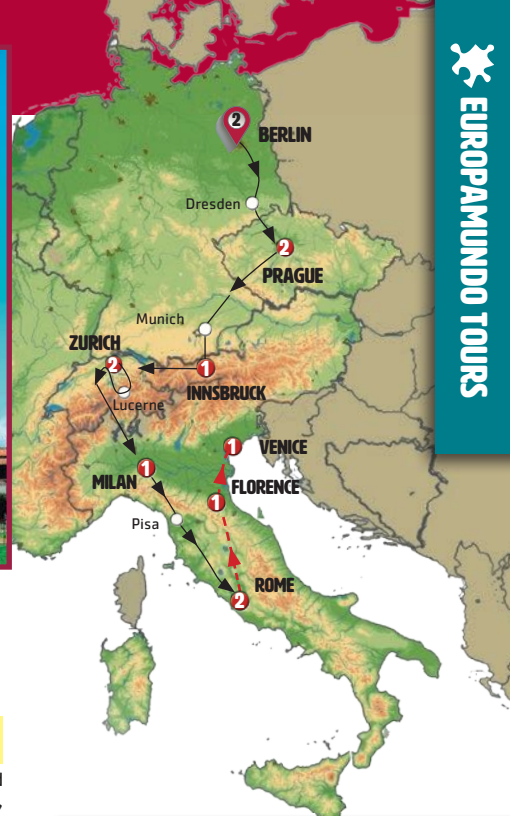 EUROPAMUNDO TOURS
2
BERLIN
Dresden
2
PRAGUE
Munich
ZURICH
2
1
Lucerne
INNSBRUCK
1
VENICE
MILAN
1
1
FLORENCE
Pisa
ROME
2